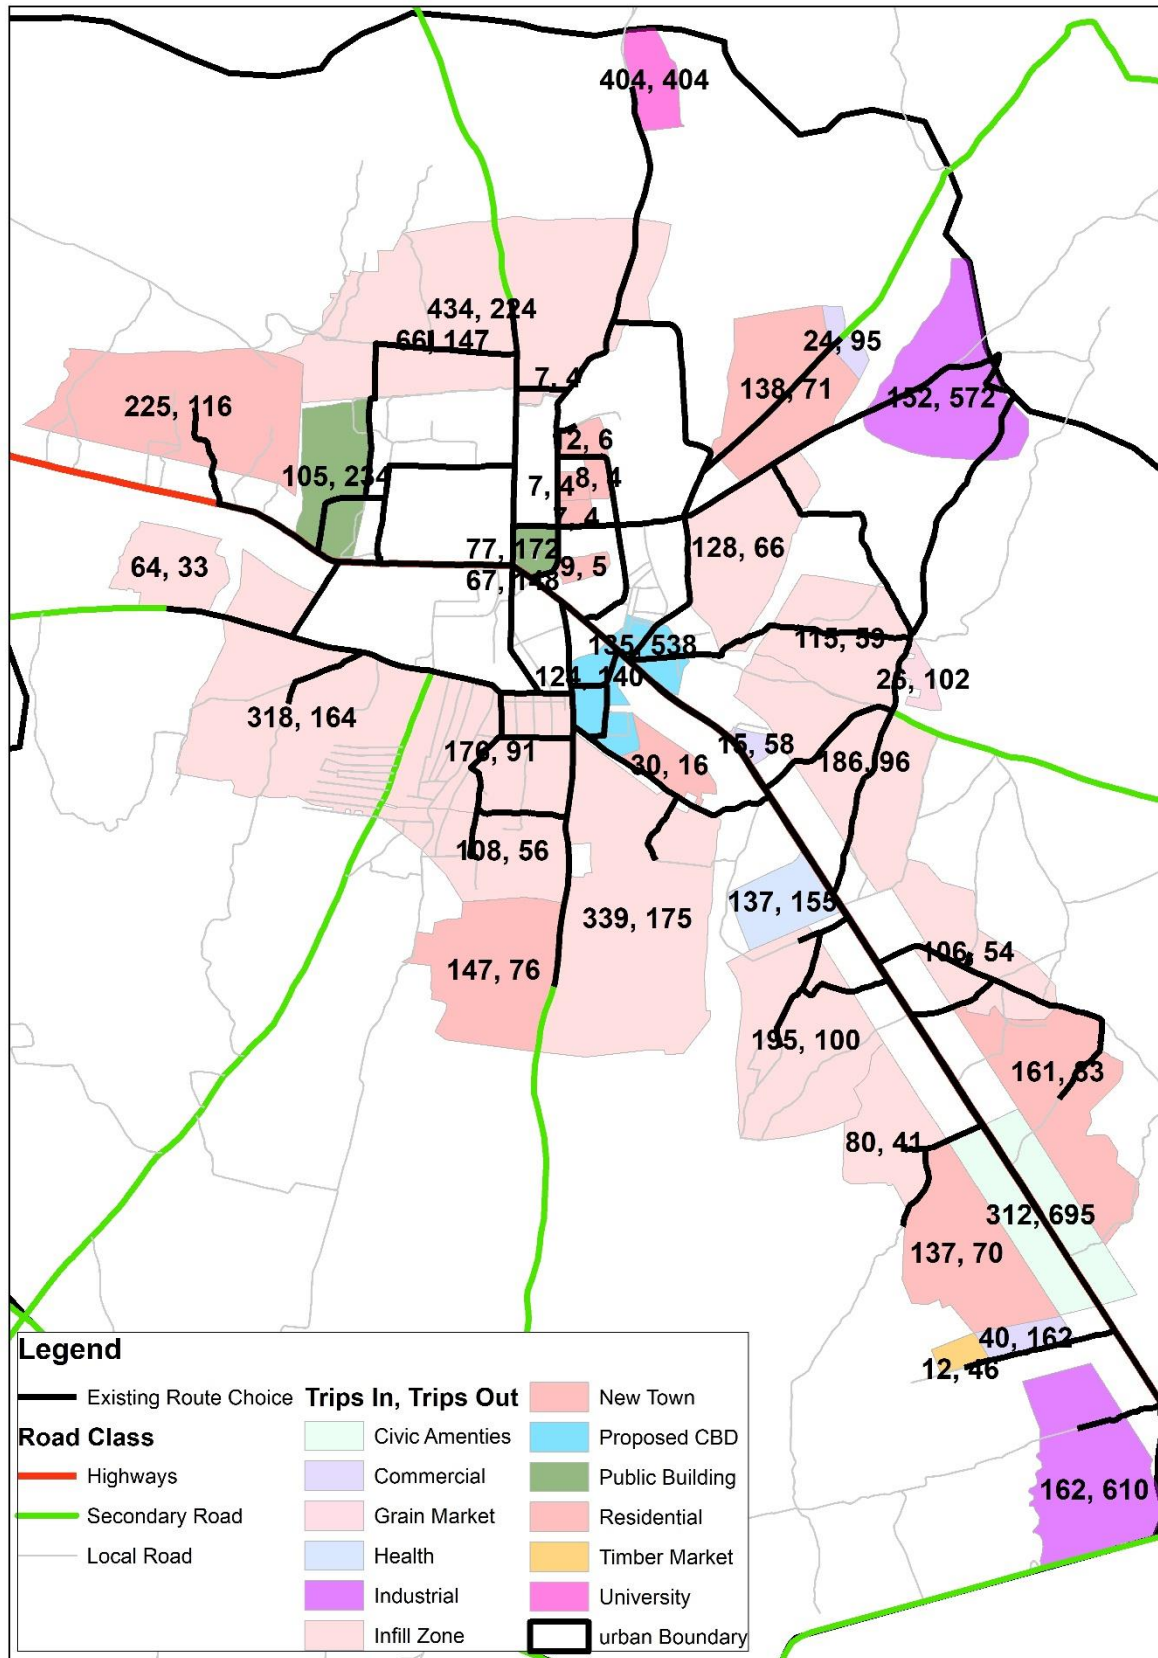 404, 404
434, 224
66, 147
24, 95
7, 4
138, 71
152, 572
225, 116
12, 6
105, 234
8, 4
7, 4
7, 4
77, 172
128, 66
64, 33
9, 5
67, 148
135, 538
115, 59
124, 140
26, 102
318, 164
15, 58
176, 91
30, 16
186, 96
108, 56
137, 155
339, 175
106, 54
147, 76
195, 100
161, 83
80, 41
312, 695
137, 70
40, 162
12, 46
162, 610
Legend
Existing Route Choice
Road Class
Highways
Secondary Road
Local Road
Trips In, Trips Out
Civic Amenties
Commercial
Grain Market
Health
Industrial
Infill Zone
New Town
Proposed CBD
Public Building
Residential
Timber Market
University
urban Boundary